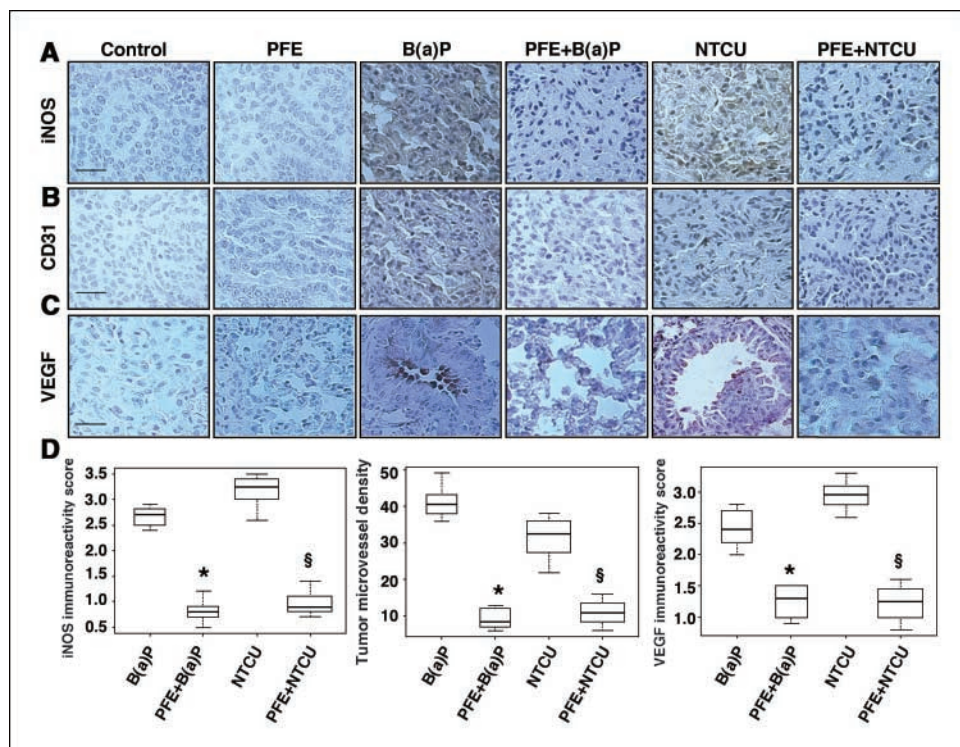 A Control PFE B(a)P PFE+B(a)P NTCU PFE+NTCU
iNOS
B
CD31
C
VEGF
D
iNOS immunoreactivity score
3.5
3.0
2.5
2.0
1.5
1.0
0.5
*
§
B(a)P PFE+B(a)P NTCU PFE+NTCU
Tumor microvessel density
50
40
30
20
10
*
§
B(a)P PFE+B(a)P NTCU PFE+NTCU
VEGF immunoreactivity score
3.0
2.5
2.0
1.5
1.0
*
§
B(a)P PFE+B(a)P NTCU PFE+NTCU